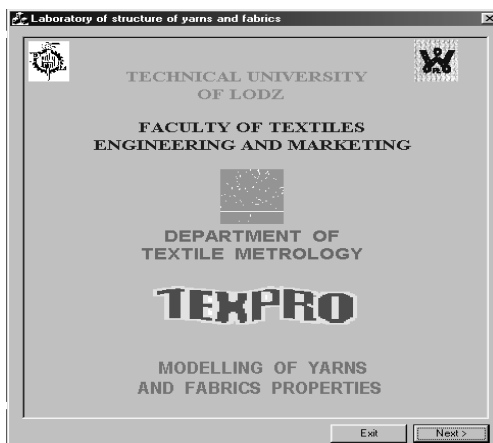 Laboratory of structure of yarns and fabrics
TECHNICAL UNIVERSITY
OF LODZ
FACULTY OF TEXTILES
ENGINEERING AND MARKETING
DEPARTMENT OF
TEXTILE METROLOGY
TEXPRO
MODELLING OF YARNS
AND FABRICS PROPERTIES
Exit
Next >